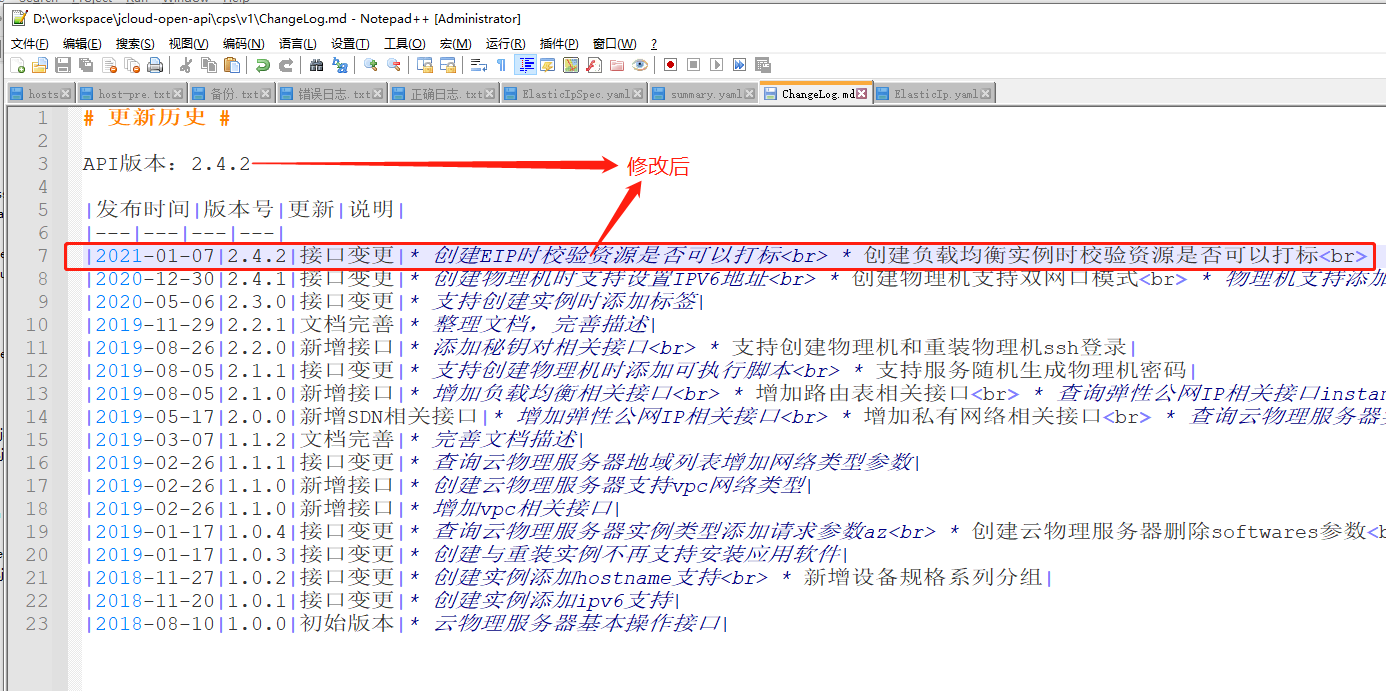 D:\workspace\jcloud-open-api\cps\v1\ChangeLog.md - Notepad++ [Administrator]
文件(F) 编辑(E) 搜索(S) 视图(V) 编码(N) 语言(L) 设置(T) 工具(O) 宏(M) 运行(R) 插件(P) 窗口(W) ?
hosts host-pre.txt 备份.txt 错误日志.txt 正确日志.txt ElasticIpSpec.yaml summary.yaml ChangeLog.md ElasticIp.yaml
1 # 更新历史 #
2
3 API版本：2.4.2 修改后
4
5 |发布时间|版本号|更新|说明|
6 |---|---|---|---|
7 |2021-01-07|2.4.2|接口变更|* 创建EIP时校验资源是否可以打标<br> * 创建负载均衡实例时校验资源是否可以打标<br>
8 |2020-12-30|2.4.1|接口变更|* 创建物理机时支持设置IPV6地址<br> * 创建物理机支持双网口模式<br> * 物理机支持添加
9 |2020-05-06|2.3.0|接口变更|* 支持创建实例时添加标签|
10 |2019-11-29|2.2.1|文档完善|* 整理文档，完善描述|
11 |2019-08-26|2.2.0|新增接口|* 添加秘钥对相关接口<br> * 支持创建物理机和重装物理机ssh登录|
12 |2019-08-05|2.1.1|接口变更|* 支持创建物理机时添加可执行脚本<br> * 支持服务随机生成物理机密码|
13 |2019-08-05|2.1.0|新增接口|* 增加负载均衡相关接口<br> * 增加路由表相关接口<br> * 查询弹性公网IP相关接口instan
14 |2019-05-17|2.0.0|新增SDN相关接口|* 增加弹性公网IP相关接口<br> * 增加私有网络相关接口<br> * 查询云物理服务器
15 |2019-03-07|1.1.2|文档完善|* 完善文档描述|
16 |2019-02-26|1.1.1|接口变更|* 查询云物理服务器地域列表增加网络类型参数|
17 |2019-02-26|1.1.0|新增接口|* 创建云物理服务器支持vpc网络类型|
18 |2019-02-26|1.1.0|新增接口|* 增加vpc相关接口|
19 |2019-01-17|1.0.4|接口变更|* 查询云物理服务器实例类型添加请求参数az<br> * 创建云物理服务器删除softwares参数<b
20 |2019-01-17|1.0.3|接口变更|* 创建与重装实例不再支持安装应用软件|
21 |2018-11-27|1.0.2|接口变更|* 创建实例添加hostname支持<br> * 新增设备规格系列分组|
22 |2018-11-20|1.0.1|接口变更|* 创建实例添加ipv6支持|
23 |2018-08-10|1.0.0|初始版本|* 云物理服务器基本操作接口|